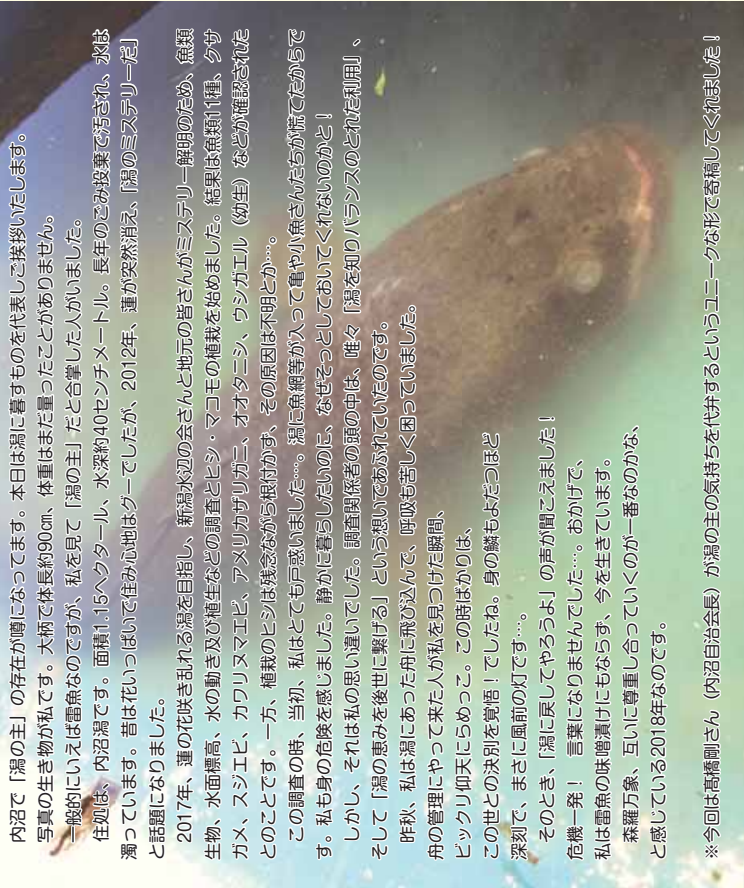 内沼で「潟の主」の存在が噂になってます。本日は潟に暮すものを代表しご挨拶いたします。
写真の生き物が私です。大柄で体長約90㎝、体重はまだ量ったことがありません。
一般的にいえば雷魚なのですが、私を見て「潟の主」だと合掌した人がいました。
住処は、内沼潟です。面積1.15ヘクタール、水深約40センチメートル。長年のごみ投棄で汚され、水は
濁っています。昔は花いっぱいで住み心地はグーでしたが、2012年、蓮が突然消え、「潟のミステリーだ」
と話題になりました。
2017年、蓮の花咲き乱れる潟を目指し、新潟水辺の会さんと地元の皆さんがミステリー解明のため、魚類
生物、水面標高、水の動き及び植生などの調査とヒシ・マコモの植栽を始めました。結果は魚類11種、クサ
ガメ、スジエビ、カワリヌマエビ、アメリカザリガニ、オオタニシ、ウシガエル（幼生）などが確認された
とのことです。一方、植栽のヒシは残念ながら根付かず、その原因は不明とか…。
この調査の時、当初、私はとても戸惑いました…。潟に魚網等が入って亀や小魚さんたちが慌てたからで
す。私も身の危険を感じました。静かに暮らしたいのに、なぜそっとしておいてくれないのかと！
しかし、それは私の思い違いでした。調査関係者の頭の中は、唯々「潟を知りバランスのとれた利用」、
そして「潟の恵みを後世に繋げる」という想いであふれていたのです。
昨秋、私は潟にあった舟に飛び込んで、呼吸も苦しく困っていました。
舟の管理にやって来た人が私を見つけた瞬間、
ビックリ仰天にらめっこ。この時ばかりは、
この世との決別を覚悟！でしたね。身の鱗もよだつほど
深刻で、まさに風前の灯です…。
そのとき、「潟に戻してやろうよ」の声が聞こえました！
危機一発！　言葉になりませんでした…。おかげで、
私は雷魚の味噌漬けにもならず、今を生きています。
森羅万象、互いに尊重し合っていくのが一番なのかな、
と感じている2018年なのです。
※今回は髙橋剛さん（内沼自治会長）が潟の主の気持ちを代弁するというユニークな形で寄稿してくれました！